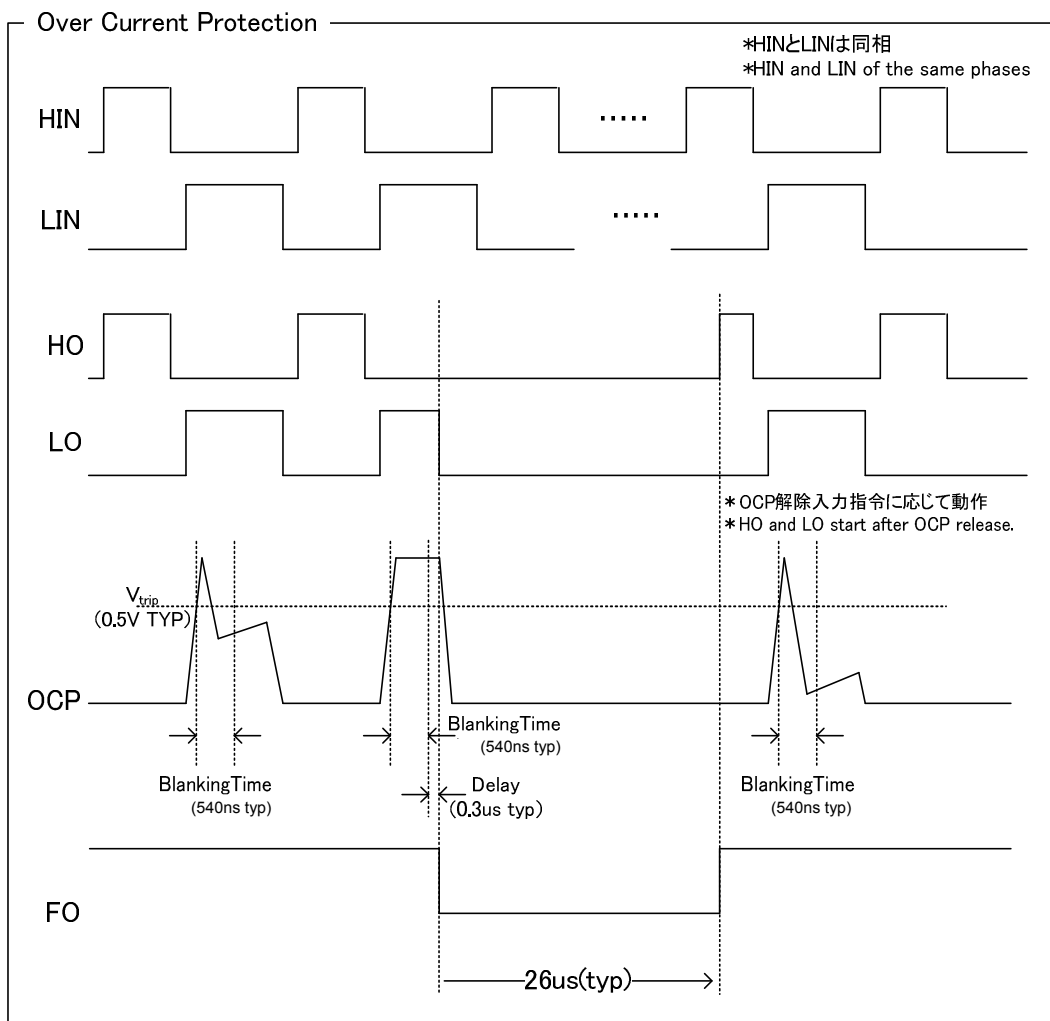 Over Current Protection
*HINとLINは同相
*HIN and LIN of the same phases
HIN
LIN
HO
LO
* OCP解除入力指令に応じて動作
* HO and LO start after OCP release.
Vtrip
(0.5V TYP)
OCP
BlankingTime
(540ns typ)
BlankingTime
(540ns typ)
Delay
(0.3us typ)
BlankingTime
(540ns typ)
FO
26us(typ)